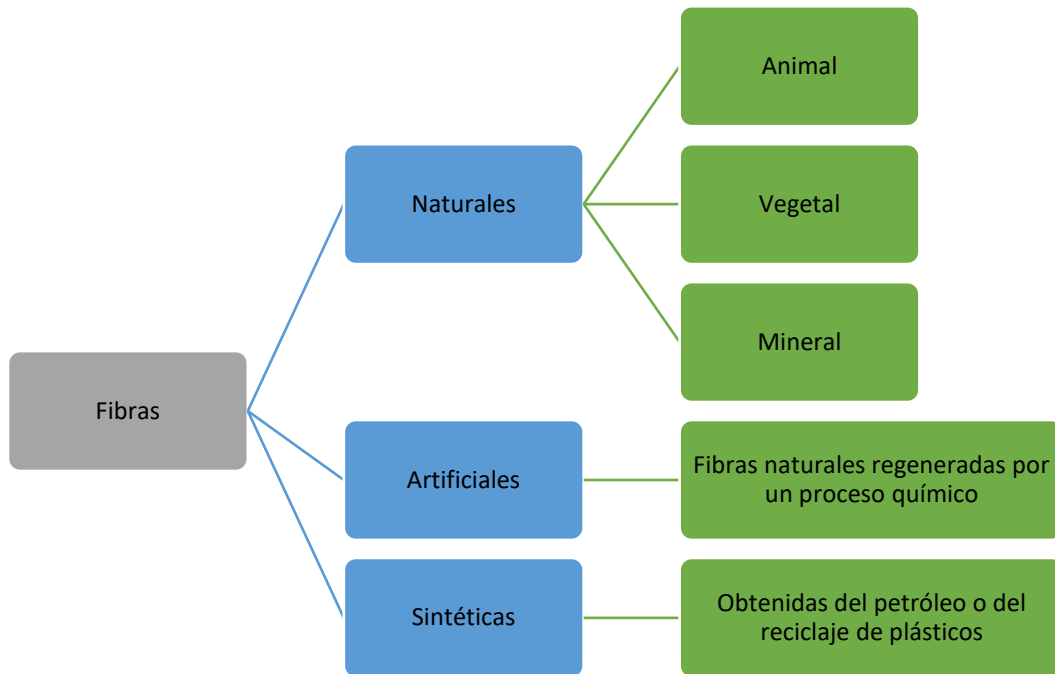 Fibras
Naturales
Animal
Vegetal
Mineral
Artificiales
Fibras naturales regeneradas por
un proceso químico
Sintéticas
Obtenidas del petróleo o del
reciclaje de plásticos